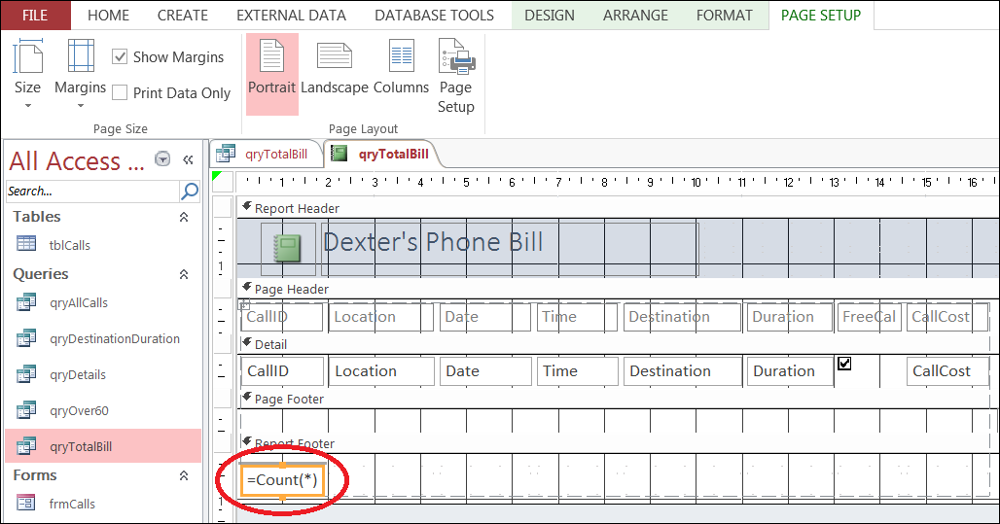 FILE HOME CREATE EXTERNAL DATA DATABASE TOOLS DESIGN ARRANGE FORMAT PAGE SETUP
Size Margins Show Margins
Print Data Only
Portrait Landscape Columns Page Setup
Page Size Page Layout
All Access ...
Search...
Tables
tblCalls
Queries
qryAllCalls
qryDestinationDuration
qryDetails
qryOver60
qryTotalBill
Forms
frmCalls
qryTotalBill qryTotalBill
1 2 3 4 5 6 7 8 9 10 11 12 13 14 15 16
Report Header
Dexter's Phone Bill
1
Page Header
CallID Location Date Time Destination Duration FreeCal CallCost
Detail
CallID Location Date Time Destination Duration CallCost
Page Footer
Report Footer
=Count(*)
1